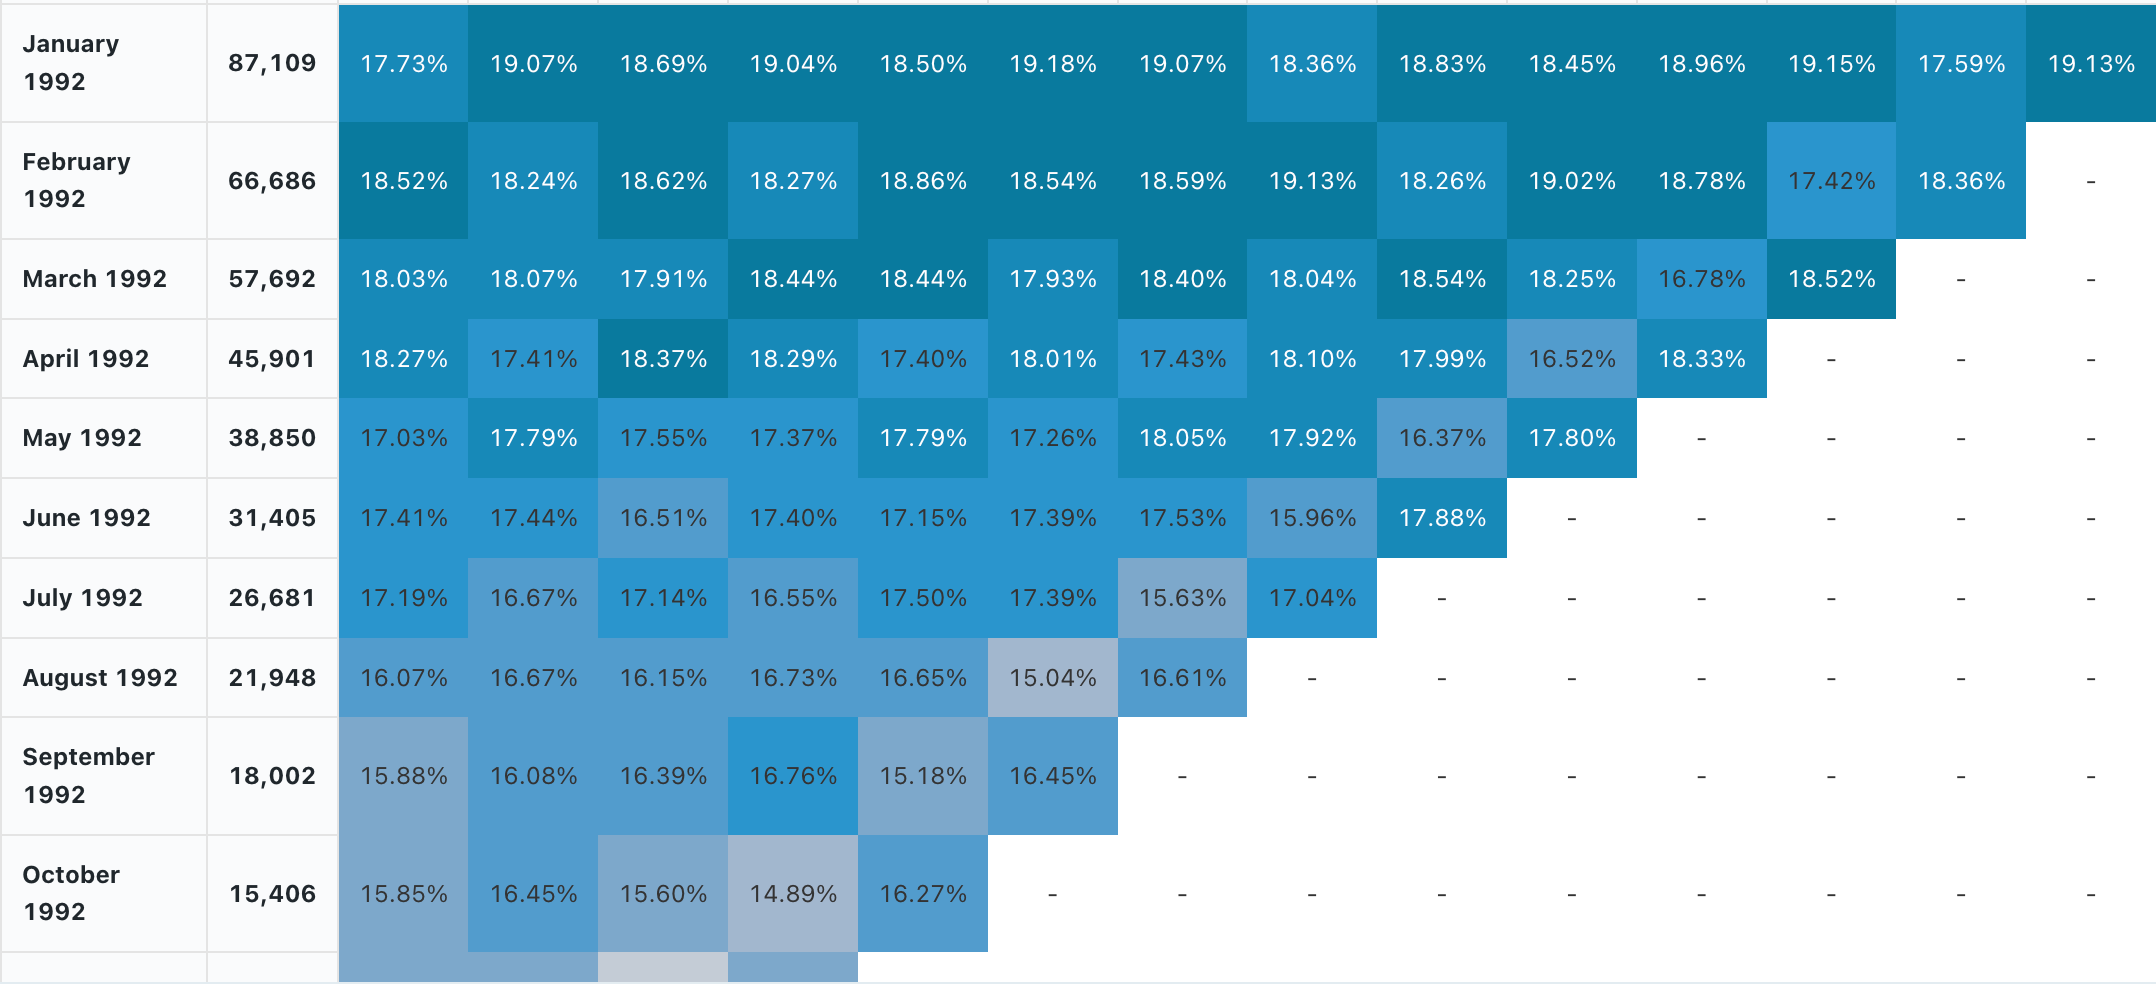 January 1992 87,109 17.73% 19.07% 18.69% 19.04% 18.50% 19.18% 19.07% 18.36% 18.83% 18.45% 18.96% 19.15% 17.59% 19.13%
February 1992 66,686 18.52% 18.24% 18.62% 18.27% 18.86% 18.54% 18.59% 19.13% 18.26% 19.02% 18.78% 17.42% 18.36% -
March 1992 57,692 18.03% 18.07% 17.91% 18.44% 18.44% 17.93% 18.40% 18.04% 18.54% 18.25% 16.78% 18.52% - -
April 1992 45,901 18.27% 17.41% 18.37% 18.29% 17.40% 18.01% 17.43% 18.10% 17.99% 16.52% 18.33% - - -
May 1992 38,850 17.03% 17.79% 17.55% 17.37% 17.79% 17.26% 18.05% 17.92% 16.37% 17.80% - - - -
June 1992 31,405 17.41% 17.44% 16.51% 17.40% 17.15% 17.39% 17.53% 15.96% 17.88% - - - - -
July 1992 26,681 17.19% 16.67% 17.14% 16.55% 17.50% 17.39% 15.63% 17.04% - - - - - -
August 1992 21,948 16.07% 16.67% 16.15% 16.73% 16.65% 15.04% 16.61% - - - - - - -
September 1992 18,002 15.88% 16.08% 16.39% 16.76% 15.18% 16.45% - - - - - - - -
October 1992 15,406 15.85% 16.45% 15.60% 14.89% 16.27% - - - - - - - - -